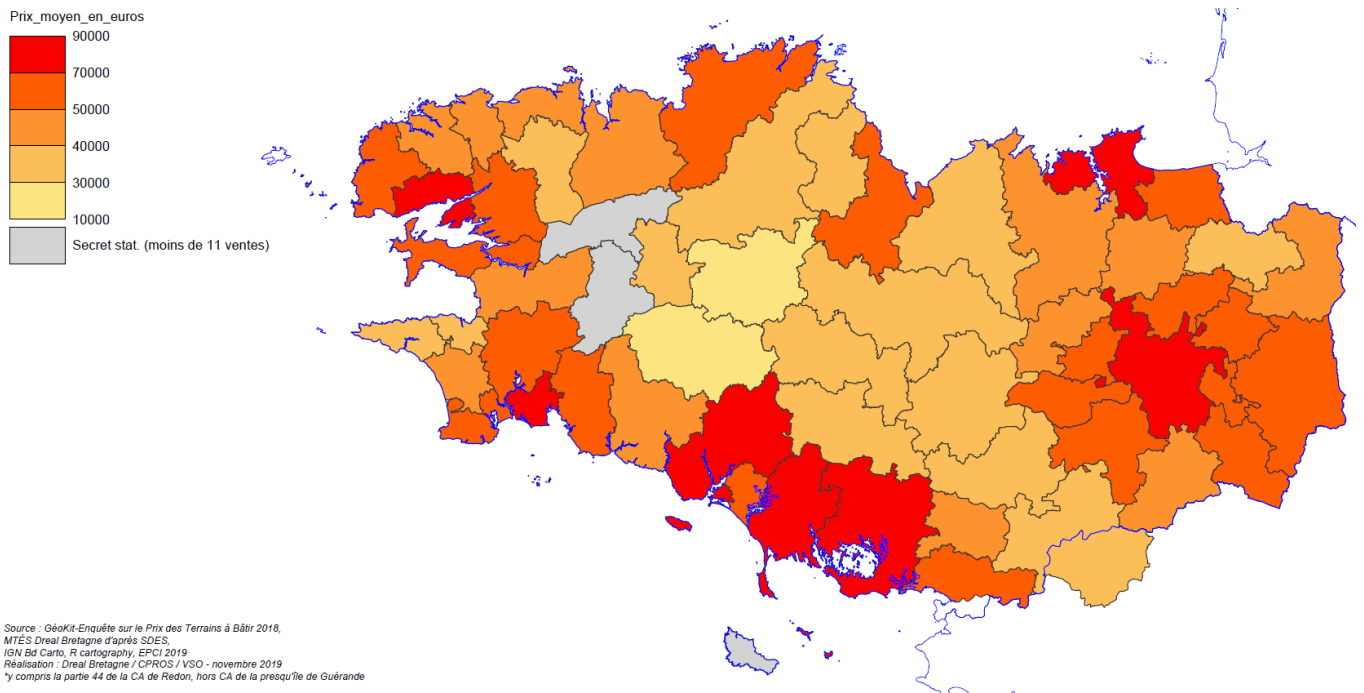 Prix_moyen_en_euros
90000
70000
50000
40000
30000
10000
Secret stat. (moins de 11 ventes)
Source : GéoKit-Enquête sur le Prix des Terrains à Bâtir 2018,
MTÉS Dreal Bretagne d'après SDES,
IGN Bd Carto, R cartography, EPCI 2019
Réalisation : Dreal Bretagne / CPROS / VSO - novembre 2019
*y compris la partie 44 de la CA de Redon, hors CA de la presqu'île de Guérande